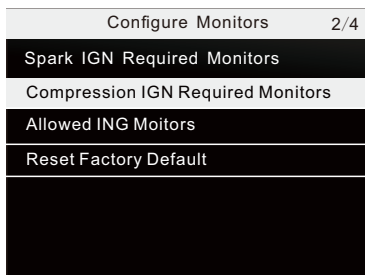 Configure Monitors 2/4
Spark IGN Required Monitors
Compression IGN Required Monitors
Allowed ING Moitors
Reset Factory Default